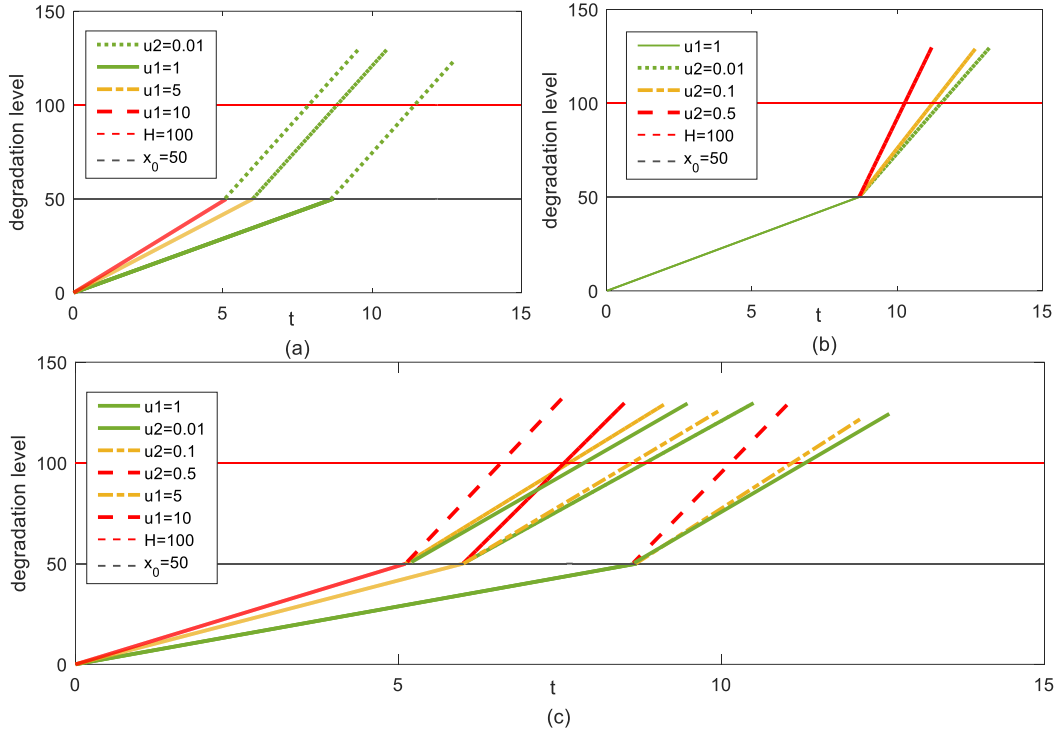 150
100
50
0
degradation level
u2=0.01
u1=1
u1=5
u1=10
H=100
x0=50
0
5
10
15
t
(a)
150
100
50
0
degradation level
u1=1
u2=0.01
u2=0.1
u2=0.5
H=100
x0=50
0
5
10
15
t
(b)
150
100
50
0
degradation level
u1=1
u2=0.01
u2=0.1
u2=0.5
u1=5
u1=10
H=100
x0=50
0
5
10
15
t
(c)